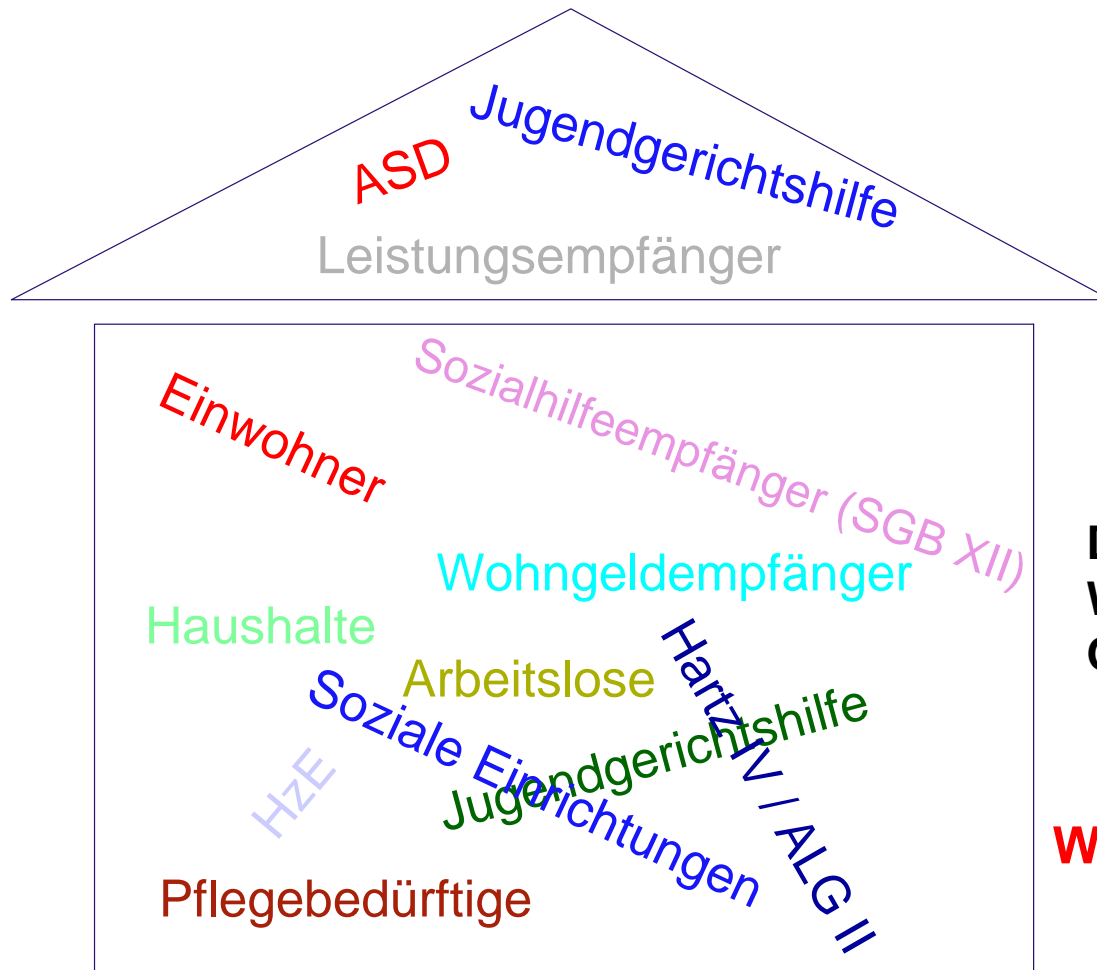 Jugendgerichtshilfe
ASD
Leistungsempfänger
Sozialhilfeempfänger (SGB XII)
Einwohner
Wohngeldempfänger
Haushalte
Arbeitslose
Hartz IV / ALG II
Soziale Einrichtungen
Jugendgerichtshilfe
HzE
Pflegebedürftige
W